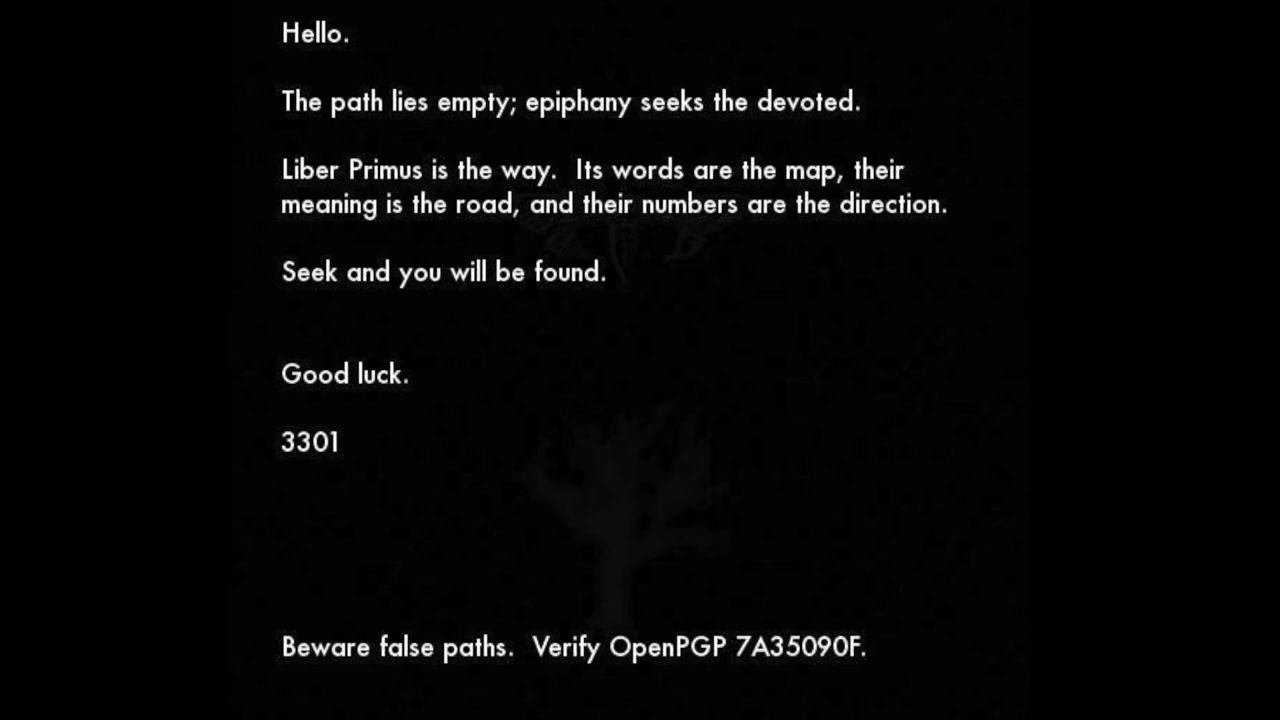 Hello.
The path lies empty; epiphany seeks the devoted.
Liber Primus is the way.  Its words are the map, their
meaning is the road, and their numbers are the direction.
Seek and you will be found.
Good luck.
3301
Beware false paths.  Verify OpenPGP 7A35090F.